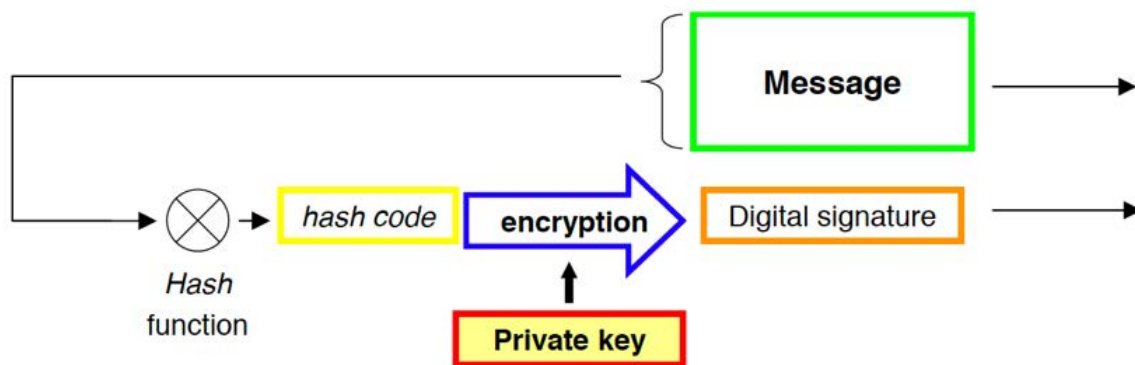 Message
hash code
encryption
Digital signature
Hash
function
Private key